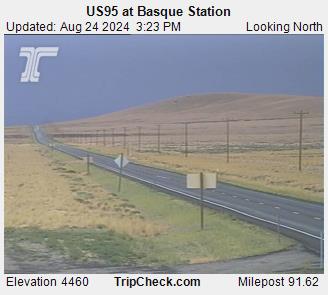 US95 at Basque Station
Updated: Aug 24 2024 3:23 PM Looking North
Elevation 4460 TripCheck.com Milepost 91.62